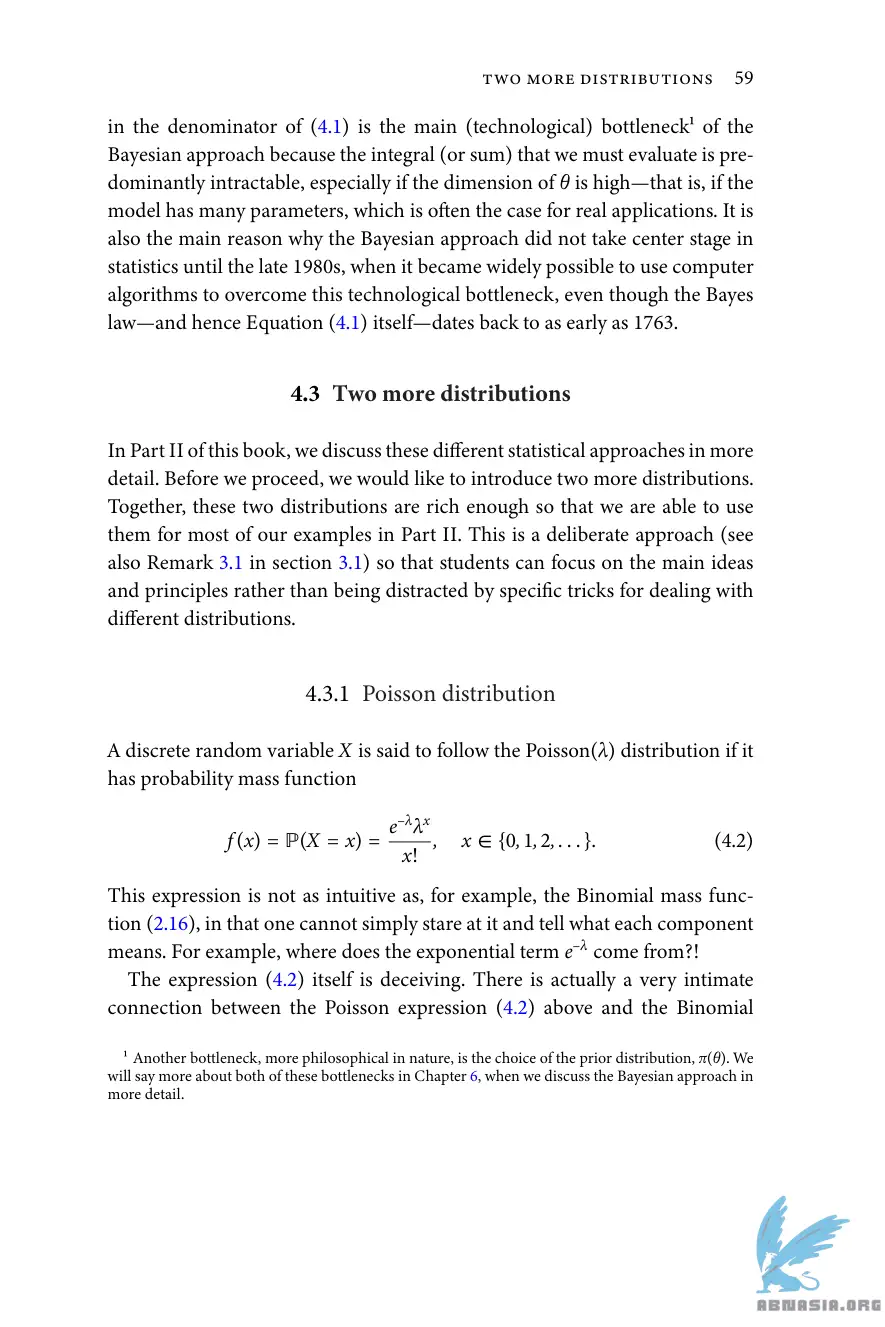 TWO MORE DISTRIBUTIONS 59
in the denominator of (4.1) is the main (technological) bottleneck¹ of the
Bayesian approach because the integral (or sum) that we must evaluate is pre-
dominantly intractable, especially if the dimension of θ is high—that is, if the
model has many parameters, which is often the case for real applications. It is
also the main reason why the Bayesian approach did not take center stage in
statistics until the late 1980s, when it became widely possible to use computer
algorithms to overcome this technological bottleneck, even though the Bayes
law—and hence Equation (4.1) itself—dates back to as early as 1763.
4.3 Two more distributions
In Part II of this book, we discuss these different statistical approaches in more
detail. Before we proceed, we would like to introduce two more distributions.
Together, these two distributions are rich enough so that we are able to use
them for most of our examples in Part II. This is a deliberate approach (see
also Remark 3.1 in section 3.1) so that students can focus on the main ideas
and principles rather than being distracted by specific tricks for dealing with
different distributions.
4.3.1 Poisson distribution
A discrete random variable X is said to follow the Poisson(λ) distribution if it
has probability mass function
f(x) = ℙ(X = x) = e^{–λ}λ^x / x!, x ∈ {0, 1, 2, . . . }. (4.2)
This expression is not as intuitive as, for example, the Binomial mass func-
tion (2.16), in that one cannot simply stare at it and tell what each component
means. For example, where does the exponential term e^{–λ} come from?!
The expression (4.2) itself is deceiving. There is actually a very intimate
connection between the Poisson expression (4.2) above and the Binomial
¹ Another bottleneck, more philosophical in nature, is the choice of the prior distribution, π(θ). We
will say more about both of these bottlenecks in Chapter 6, when we discuss the Bayesian approach in
more detail.
ABNASIA.ORG